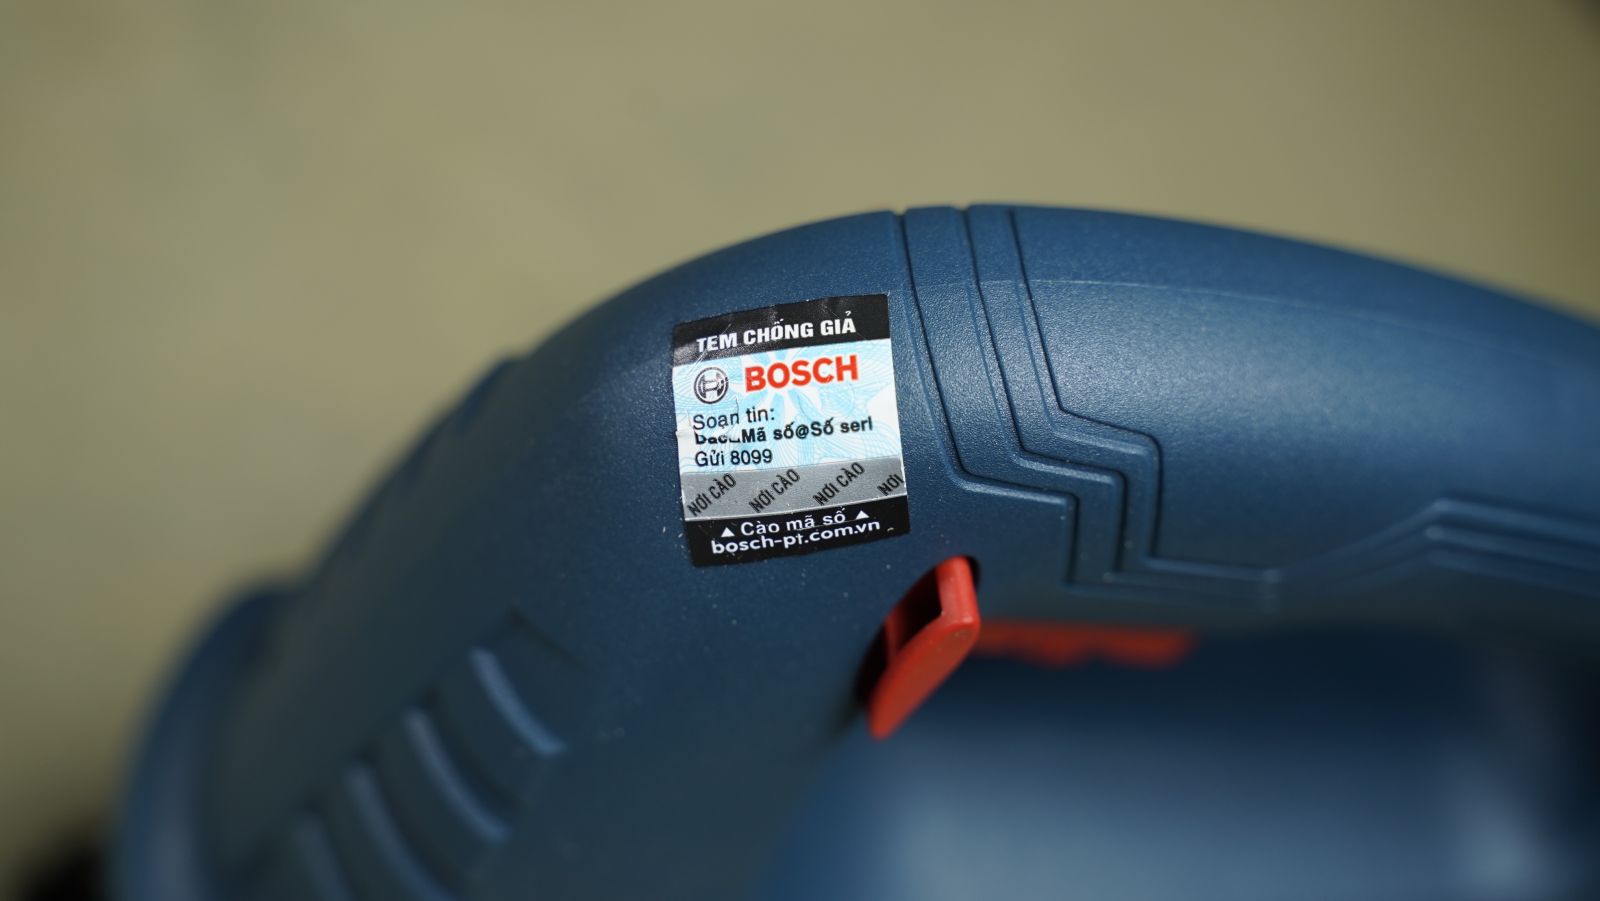 TEM CHỐNG GIẢ
BOSCH
Soạn tin:
Mã số@Số seri
Gửi 8099
NƠI CÀO NƠI CÀO NƠI CÀO NƠI
▲ Cào mã số ▲
bosch-pt.com.vn